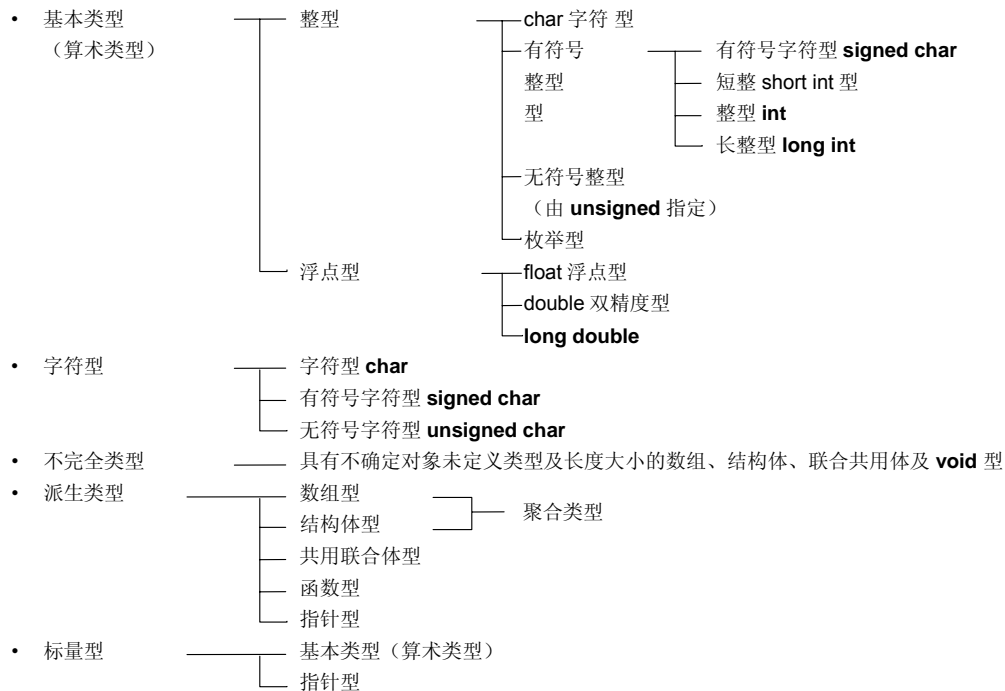 • 基本类型 整型 char 字符 型
（算术类型） 有符号 有符号字符型 signed char
整型 短整 short int 型
型 整型 int
长整型 long int
无符号整型
（由 unsigned 指定）
枚举型
浮点型 float 浮点型
double 双精度型
long double
• 字符型 字符型 char
有符号字符型 signed char
无符号字符型 unsigned char
• 不完全类型 具有不确定对象未定义类型及长度大小的数组、结构体、联合共用体及 void 型
• 派生类型 数组型
聚合类型
结构体型
共用联合体型
函数型
指针型
• 标量型 基本类型（算术类型）
指针型